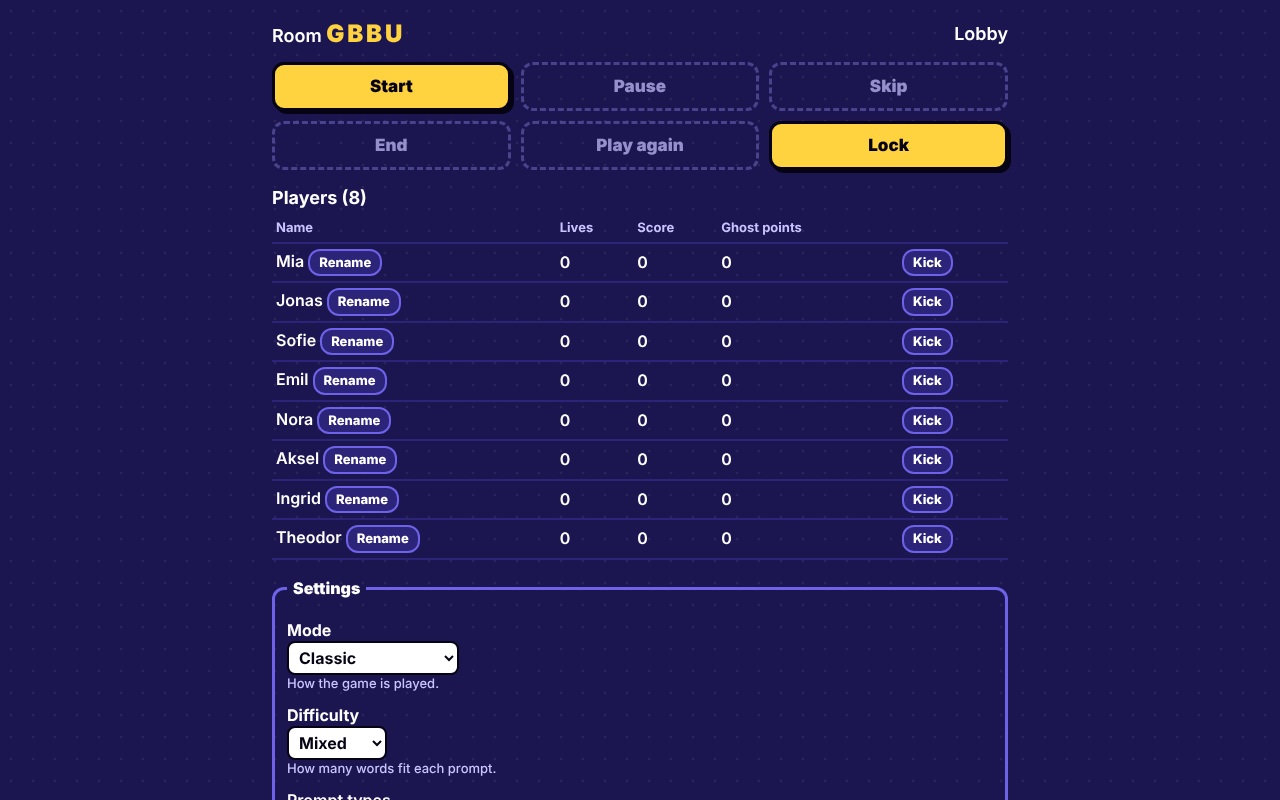 Room GBBU Lobby
Start Pause Skip
End Play again Lock
Players (8)
Name Lives Score Ghost points
Mia Rename 0 0 0 Kick
Jonas Rename 0 0 0 Kick
Sofie Rename 0 0 0 Kick
Emil Rename 0 0 0 Kick
Nora Rename 0 0 0 Kick
Aksel Rename 0 0 0 Kick
Ingrid Rename 0 0 0 Kick
Theodor Rename 0 0 0 Kick
Settings
Mode
Classic
How the game is played.
Difficulty
Mixed
How many words fit each prompt.
Prompt types